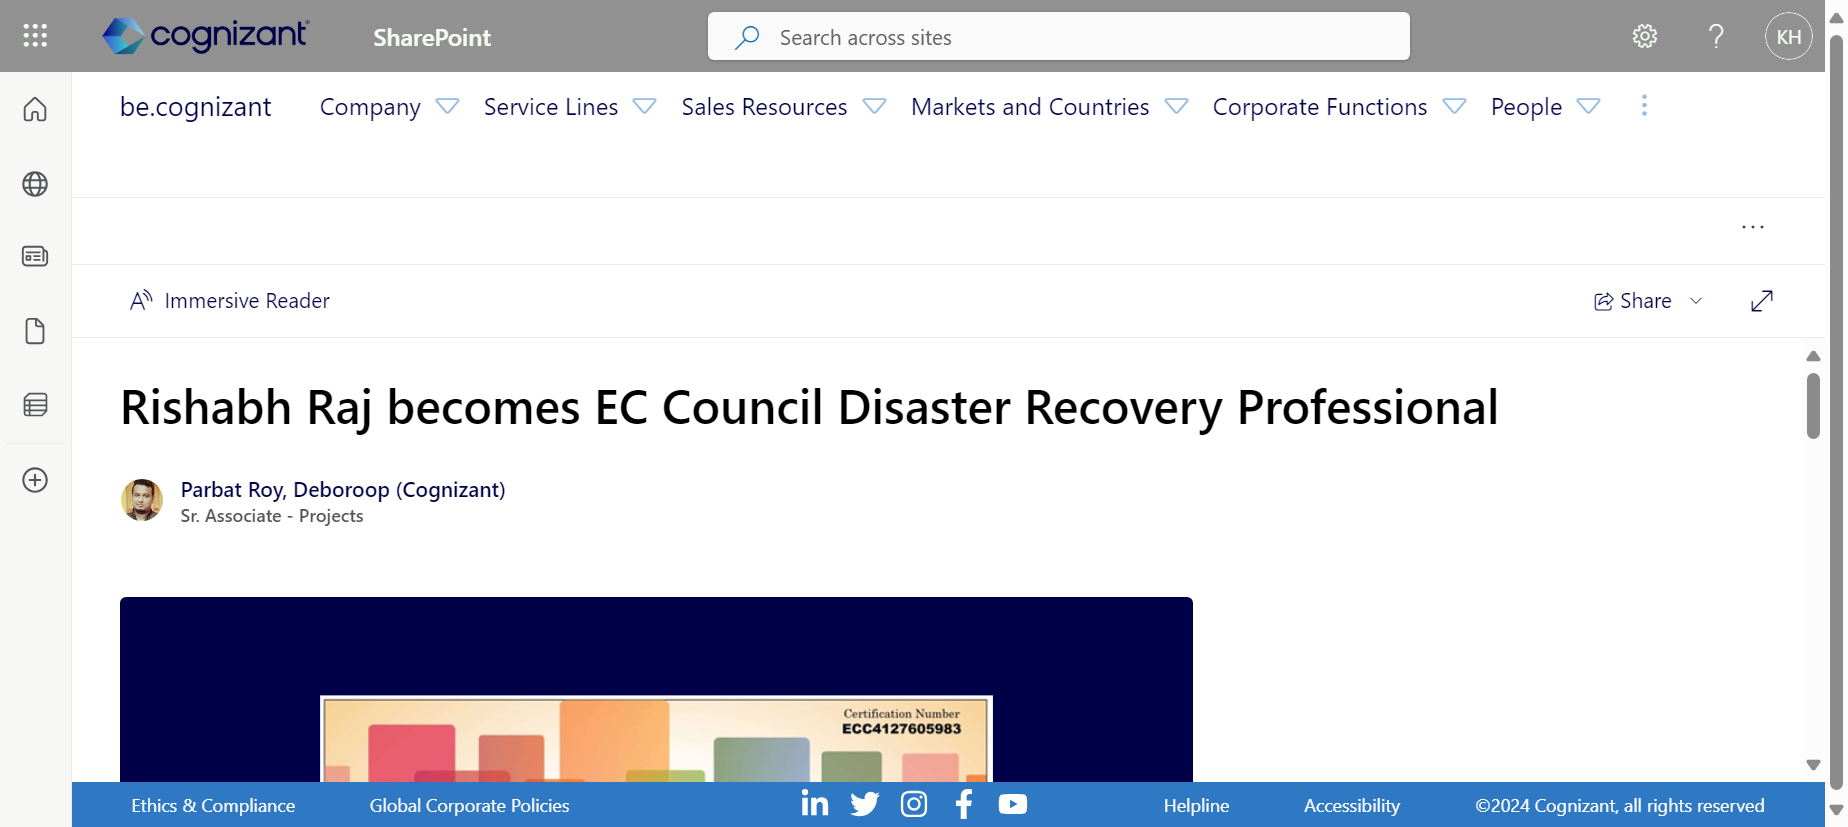 cognizant
SharePoint
Search across sites
KH
be.cognizant
Company
Service Lines
Sales Resources
Markets and Countries
Corporate Functions
People
Immersive Reader
Share
Rishabh Raj becomes EC Council Disaster Recovery Professional
Parbat Roy, Deboroop (Cognizant)
Sr. Associate - Projects
Certification Number
ECC4127605983
Ethics & Compliance
Global Corporate Policies
Helpline
Accessibility
©2024 Cognizant, all rights reserved